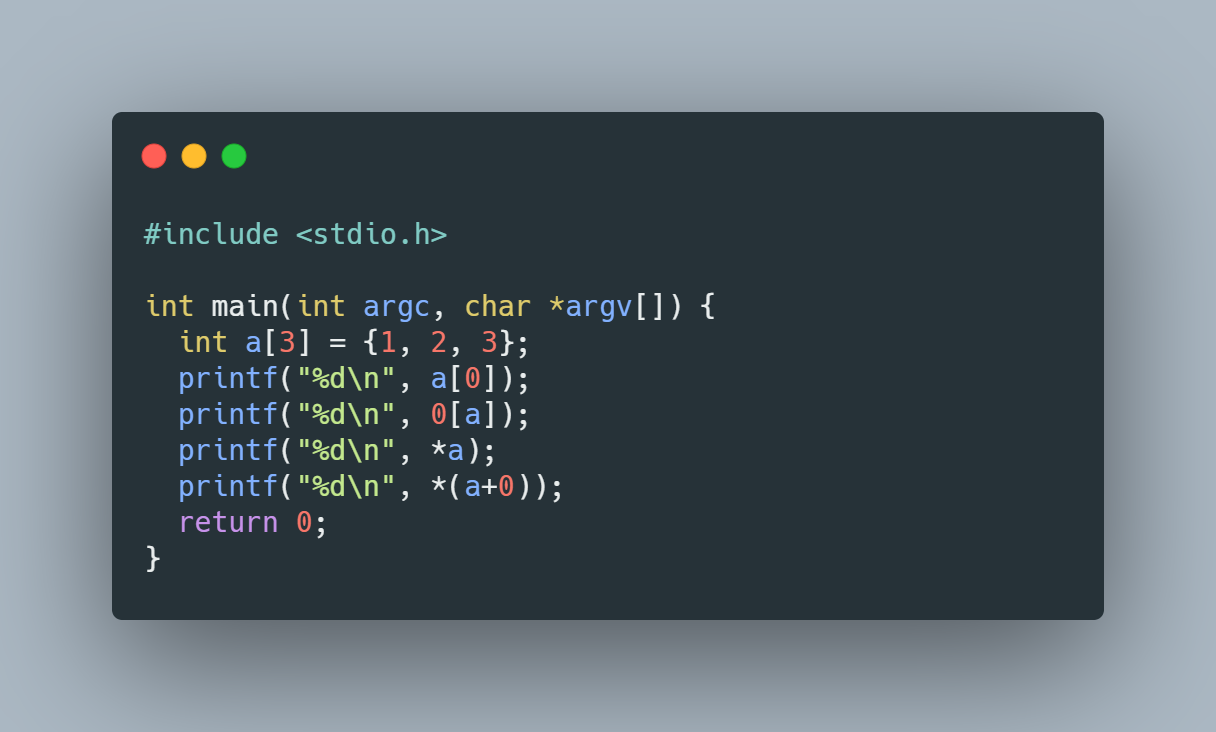 #include <stdio.h>

int main(int argc, char *argv[]) {
  int a[3] = {1, 2, 3};
  printf("%d\n", a[0]);
  printf("%d\n", 0[a]);
  printf("%d\n", *a);
  printf("%d\n", *(a+0));
  return 0;
}